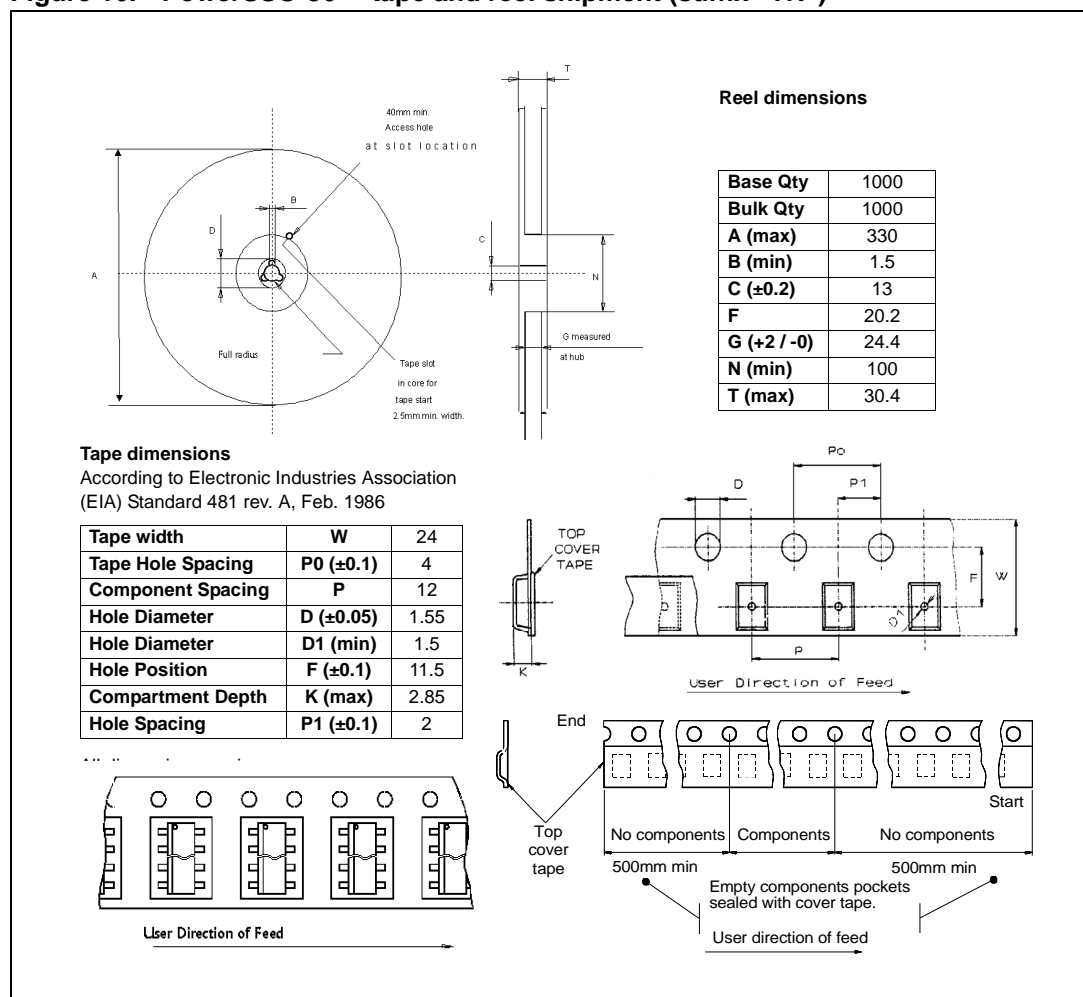 T
40mm min.
Access hole
at slot location
Reel dimensions
B
D
C
A
N
Full radius
Tape slot
in core for
tape start
2.5mm min. width.
G measured
at hub
Base Qty 1000
Bulk Qty 1000
A (max) 330
B (min) 1.5
C (±0.2) 13
F 20.2
G (+2 / -0) 24.4
N (min) 100
T (max) 30.4
Tape dimensions
According to Electronic Industries Association
(EIA) Standard 481 rev. A, Feb. 1986
Tape width W 24
Tape Hole Spacing P0 (±0.1) 4
Component Spacing P 12
Hole Diameter D (±0.05) 1.55
Hole Diameter D1 (min) 1.5
Hole Position F (±0.1) 11.5
Compartment Depth K (max) 2.85
Hole Spacing P1 (±0.1) 2
TOP
COVER
TAPE
K
Po
D
P1
F
W
D1
P
User Direction of Feed
End
Start
Top
cover
tape
No components Components No components
500mm min 500mm min
Empty components pockets
sealed with cover tape.
User direction of feed
User Direction of Feed